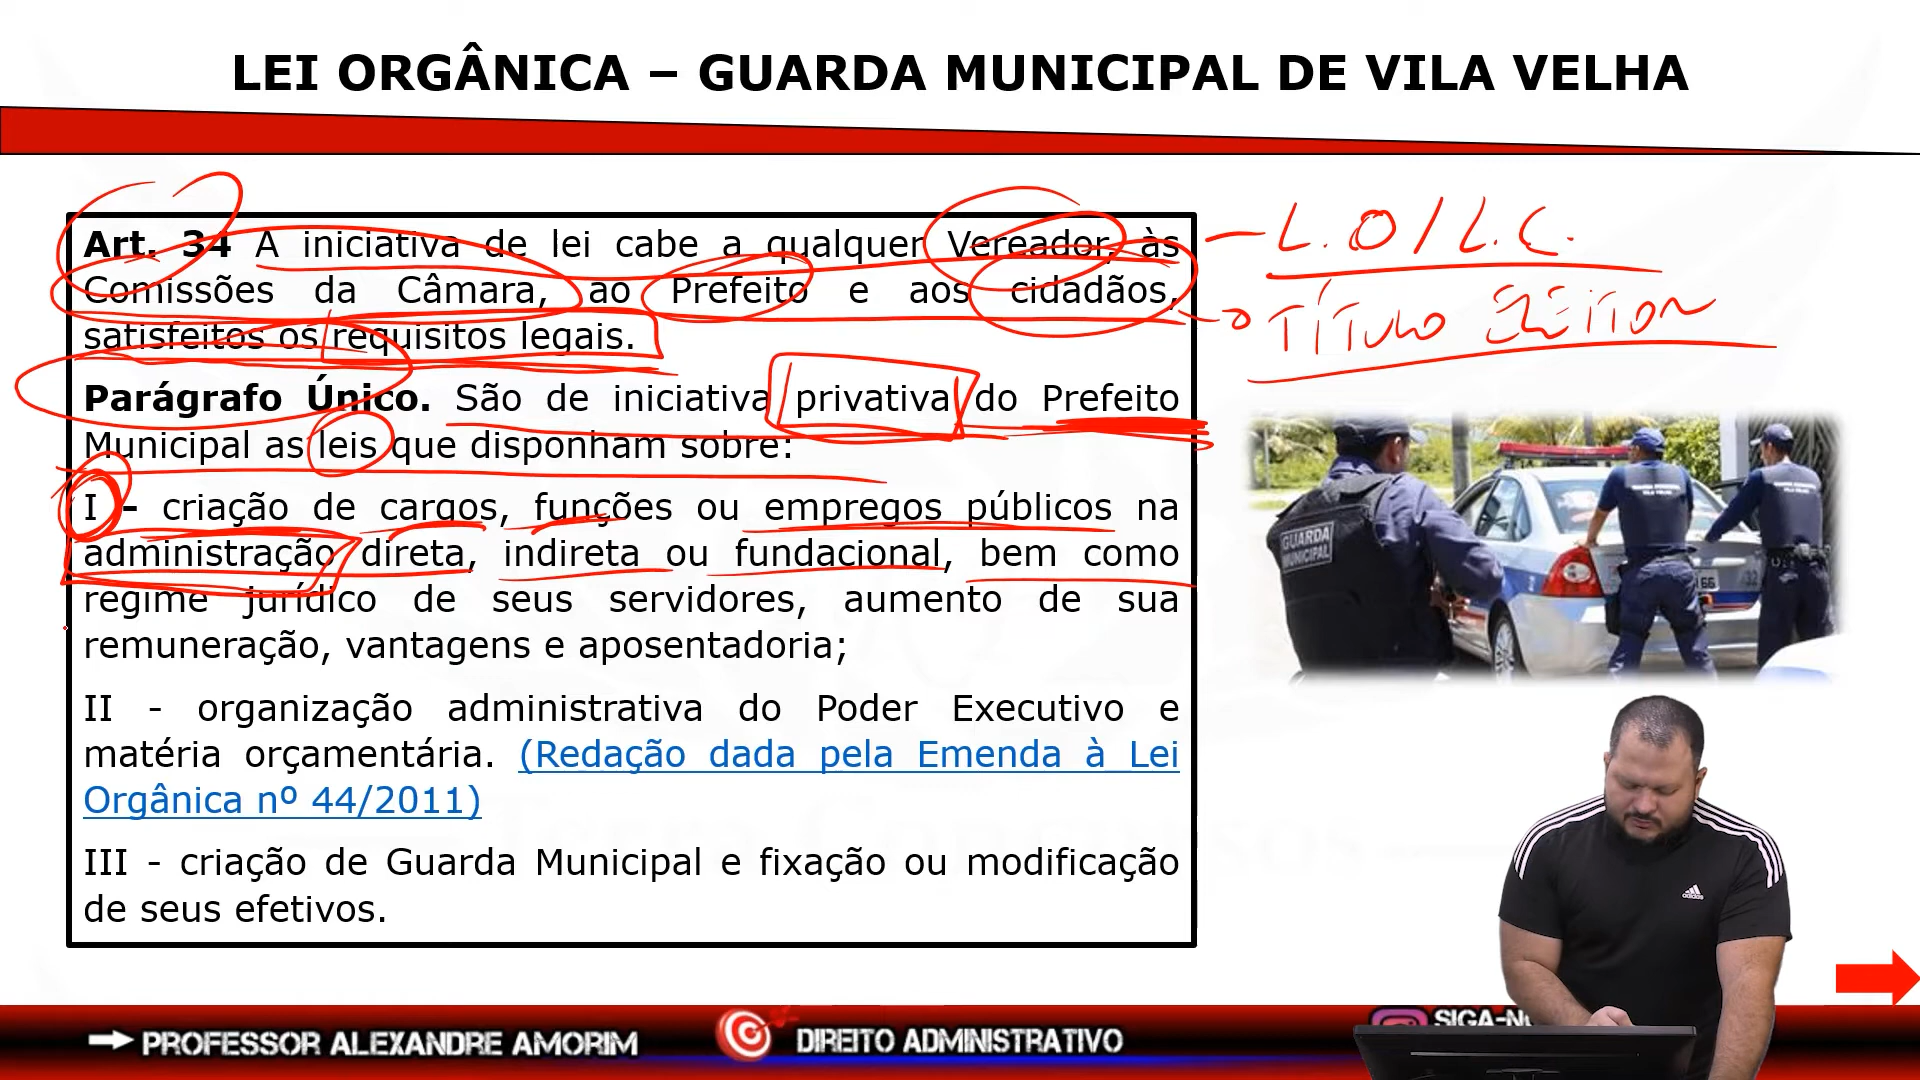 LEI ORGÂNICA – GUARDA MUNICIPAL DE VILA VELHA
Art. 34 A iniciativa de lei cabe a qualquer Vereador, às
Comissões da Câmara, ao Prefeito e aos cidadãos,
satisfeitos os requisitos legais.
Parágrafo Único. São de iniciativa privativa do Prefeito
Municipal as leis que disponham sobre:
I - criação de cargos, funções ou empregos públicos na
administração direta, indireta ou fundacional, bem como
regime jurídico de seus servidores, aumento de sua
remuneração, vantagens e aposentadoria;
II - organização administrativa do Poder Executivo e
matéria orçamentária. (Redação dada pela Emenda à Lei
Orgânica nº 44/2011)
III - criação de Guarda Municipal e fixação ou modificação
de seus efetivos.
L.O/L.C.
TÍTULO ELEITOR
GUARDA
MUNICIPAL
adidas
PROFESSOR ALEXANDRE AMORIM
DIREITO ADMINISTRATIVO